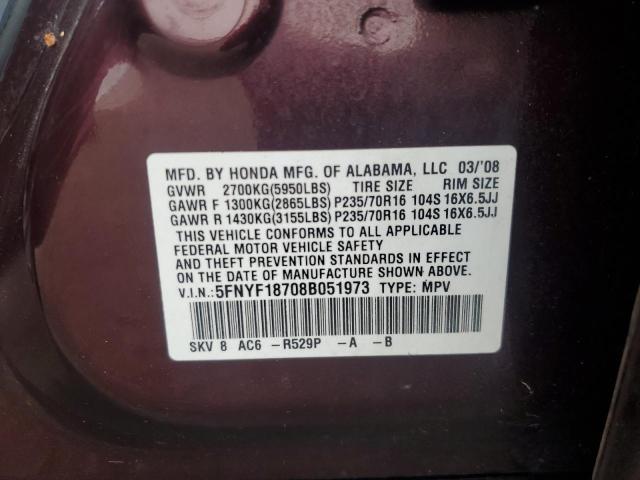 MFD. BY HONDA MFG. OF ALABAMA, LLC 03/'08
GVWR 2700KG(5950LBS) TIRE SIZE RIM SIZE
GAWR F 1300KG(2865LBS) P235/70R16 104S 16X6.5JJ
GAWR R 1430KG(3155LBS) P235/70R16 104S 16X6.5JJ
THIS VEHICLE CONFORMS TO ALL APPLICABLE
FEDERAL MOTOR VEHICLE SAFETY
AND THEFT PREVENTION STANDARDS IN EFFECT
ON THE DATE OF MANUFACTURE SHOWN ABOVE.
V.I.N.: 5FNYF18708B051973 TYPE: MPV
SKV 8 AC6 -R529P -A -B